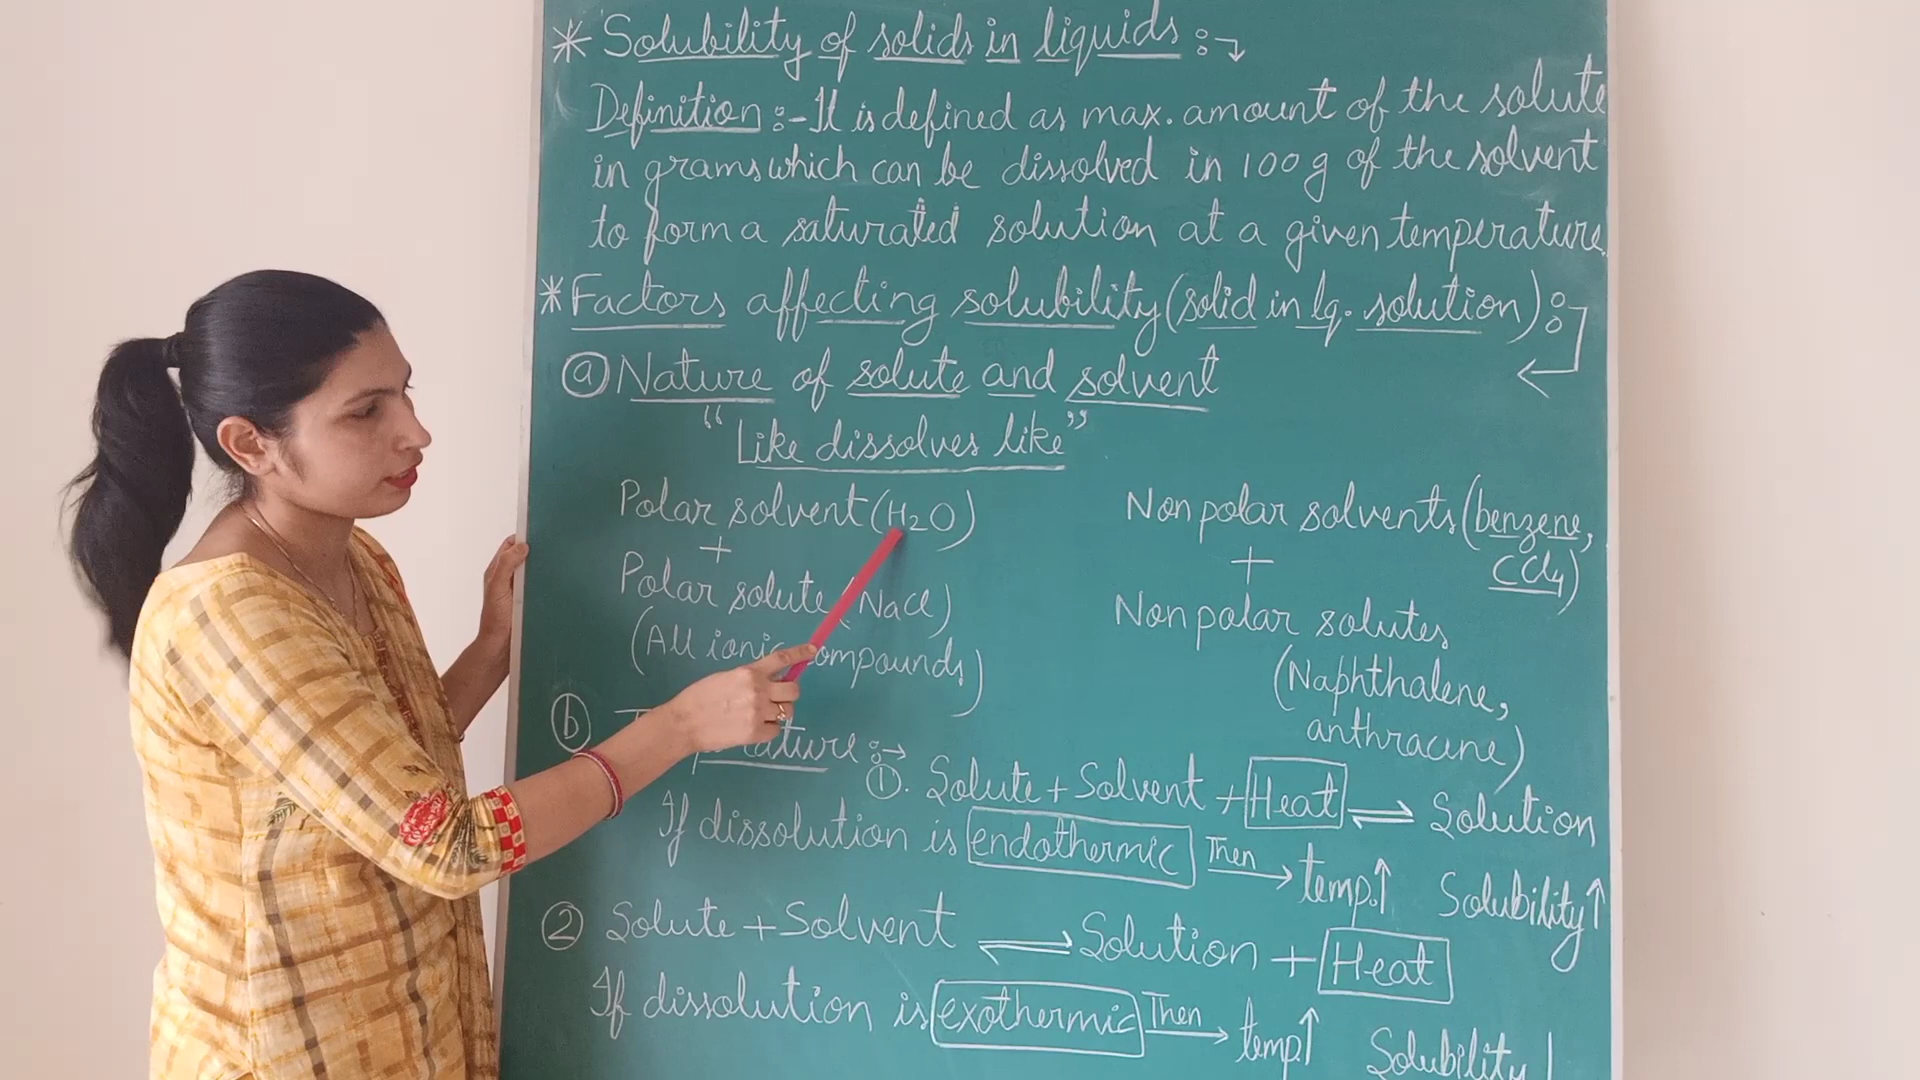 * Solubility of solids in liquids :→
Definition :- It is defined as max. amount of the solute
in grams which can be dissolved in 100 g of the solvent
to form a saturated solution at a given temperature.
* Factors affecting solubility (solid in lq. solution) :
(a) Nature of solute and solvent
"Like dissolves like"
Polar solvent (H₂O)
+
Polar solute (NaCl)
(All ionic compounds)
Non polar solvents (benzene,
CCl₄)
+
Non polar solutes
(Naphthalene,
anthracine)
(b)
①. Solute + Solvent + Heat ⇌ Solution
If dissolution is endothermic Then → temp.↑ Solubility↑
② Solute + Solvent ⇌ Solution + Heat
If dissolution is exothermic Then → temp↑ Solubility